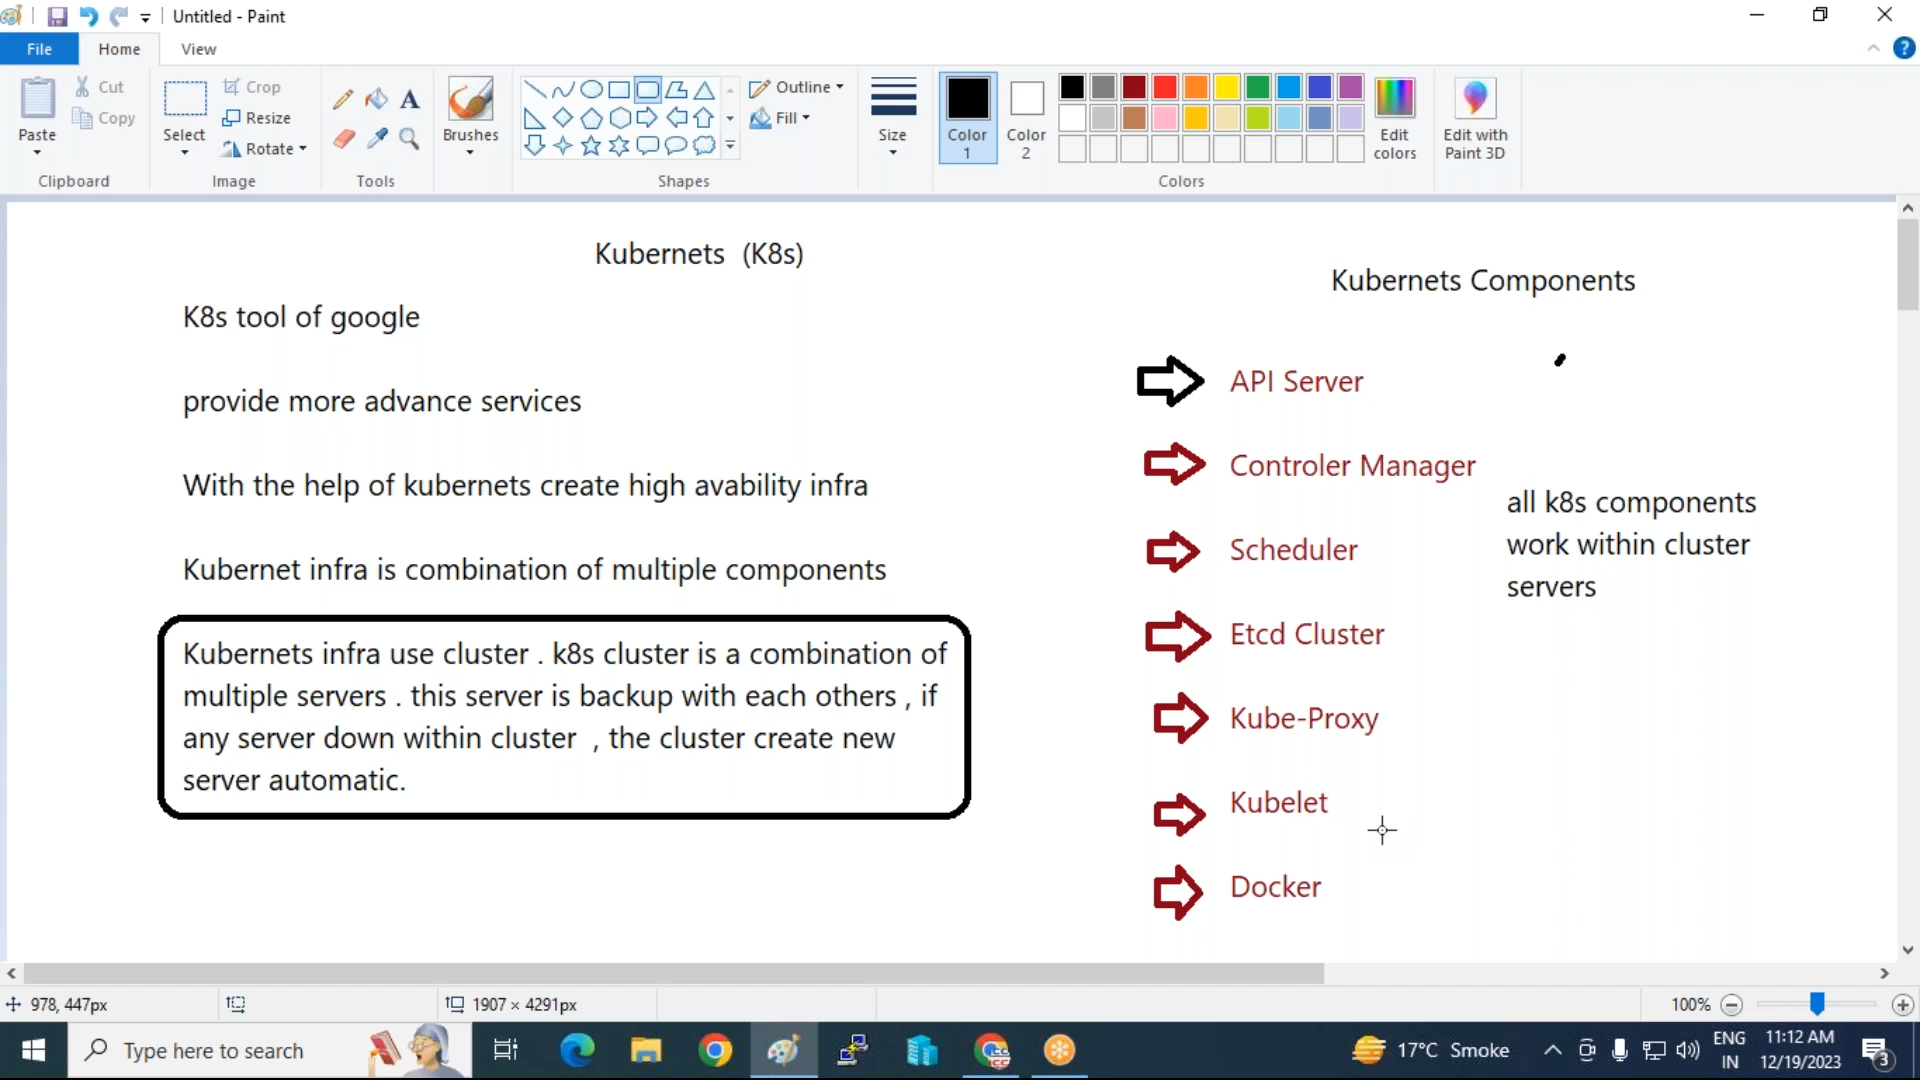 Untitled - Paint
File Home View
Paste
Cut
Copy
Clipboard
Select
Crop
Resize
Rotate
Image
Tools
Brushes
Shapes
Outline
Fill
Size
Color 1
Color 2
Colors
Edit colors
Edit with Paint 3D
Kubernets (K8s)
K8s tool of google
provide more advance services
With the help of kubernets create high avability infra
Kubernet infra is combination of multiple components
Kubernets infra use cluster . k8s cluster is a combination of
multiple servers . this server is backup with each others , if
any server down within cluster , the cluster create new
server automatic.
Kubernets Components
API Server
Controler Manager
Scheduler
Etcd Cluster
Kube-Proxy
Kubelet
Docker
all k8s components
work within cluster
servers
978, 447px
1907 × 4291px
100%
Type here to search
17°C Smoke
ENG
IN
11:12 AM
12/19/2023
3